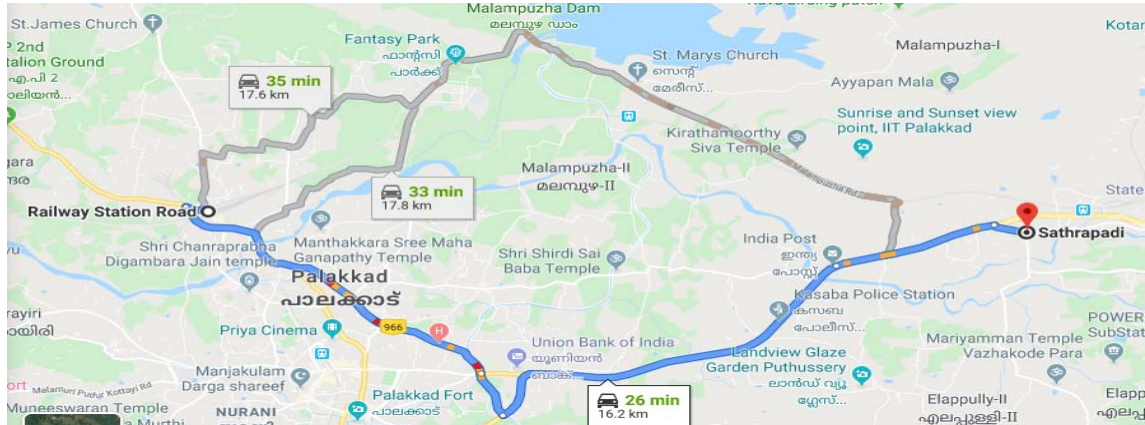 Malampuzha Dam
മലമ്പുഴ ഡാം
St.James Church
Fantasy Park
ഫാന്റസി
പാർക്ക്
Kotar
P 2nd
talion Ground
Malampuzha-I
St. Marys Church
സെന്റ്
മേരീസ്...
Ayyapan Mala
35 min
17.6 km
Sunrise and Sunset view
point, IIT Palakkad
Kirathamoorthy
Siva Temple
Malampuzha-II
മലമ്പുഴ-II
Malampuzha Rd
33 min
17.8 km
State
Railway Station Road
Sathrapadi
Shri Chanraprabha
Digambara Jain temple
Manthakkara Sree Maha
Ganapathy Temple
Shri Shirdi Sai
Baba Temple
India Post
ഇന്ത്യ
പോസ്റ്റ്
Palakkad
പാലക്കാട്
Kasaba Police Station
കസബ
പോലീസ്...
966
H
Priya Cinema
Union Bank of India
യൂണിയൻ
ബാങ്ക്...
POWER
SubStat
Mariyamman Temple
Vazhakode Para
Landview Glaze
Garden Puthussery
ലാൻഡ് വ്യൂ
ഗ്ലേസ്...
Manjakulam
Darga shareef
Melamuri Pudur Kottayi Rd
Palakkad Fort
പാലക്കാട്
26 min
16.2 km
Muneeswaran Temple
NURANI
Elappully-II
എലപ്പുള്ളി-II